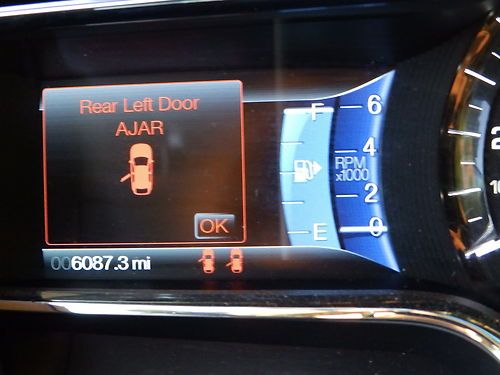 Rear Left Door
AJAR
OK
006087.3 mi
F
E
6
4
RPM
x1000
2
0